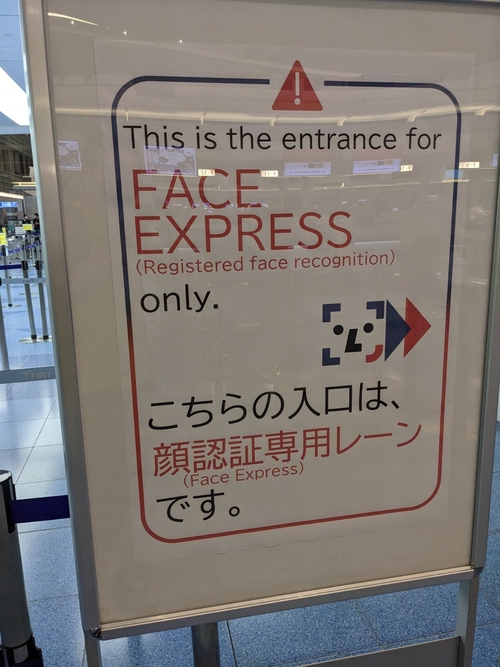 This is the entrance for
FACE
EXPRESS
(Registered face recognition)
only.
こちらの入口は、
顔認証専用レーン
(Face Express)
です。